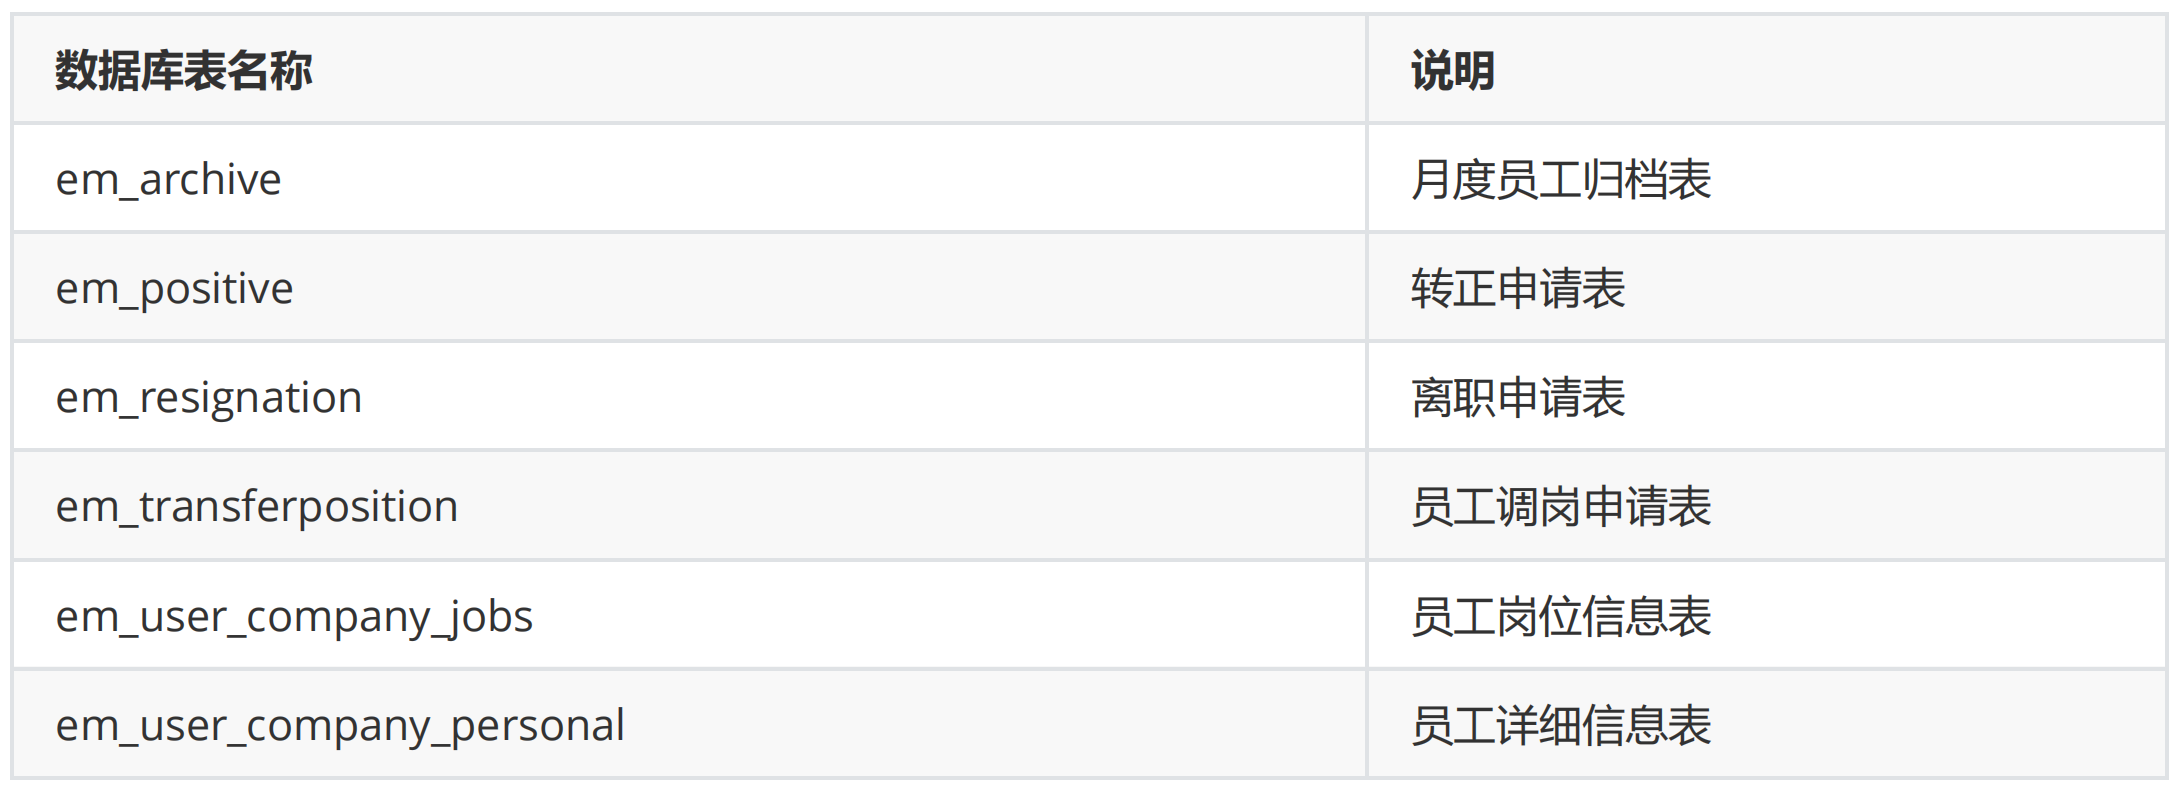 数据库表名称 说明
em_archive 月度员工归档表
em_positive 转正申请表
em_resignation 离职申请表
em_transferposition 员工调岗申请表
em_user_company_jobs 员工岗位信息表
em_user_company_personal 员工详细信息表